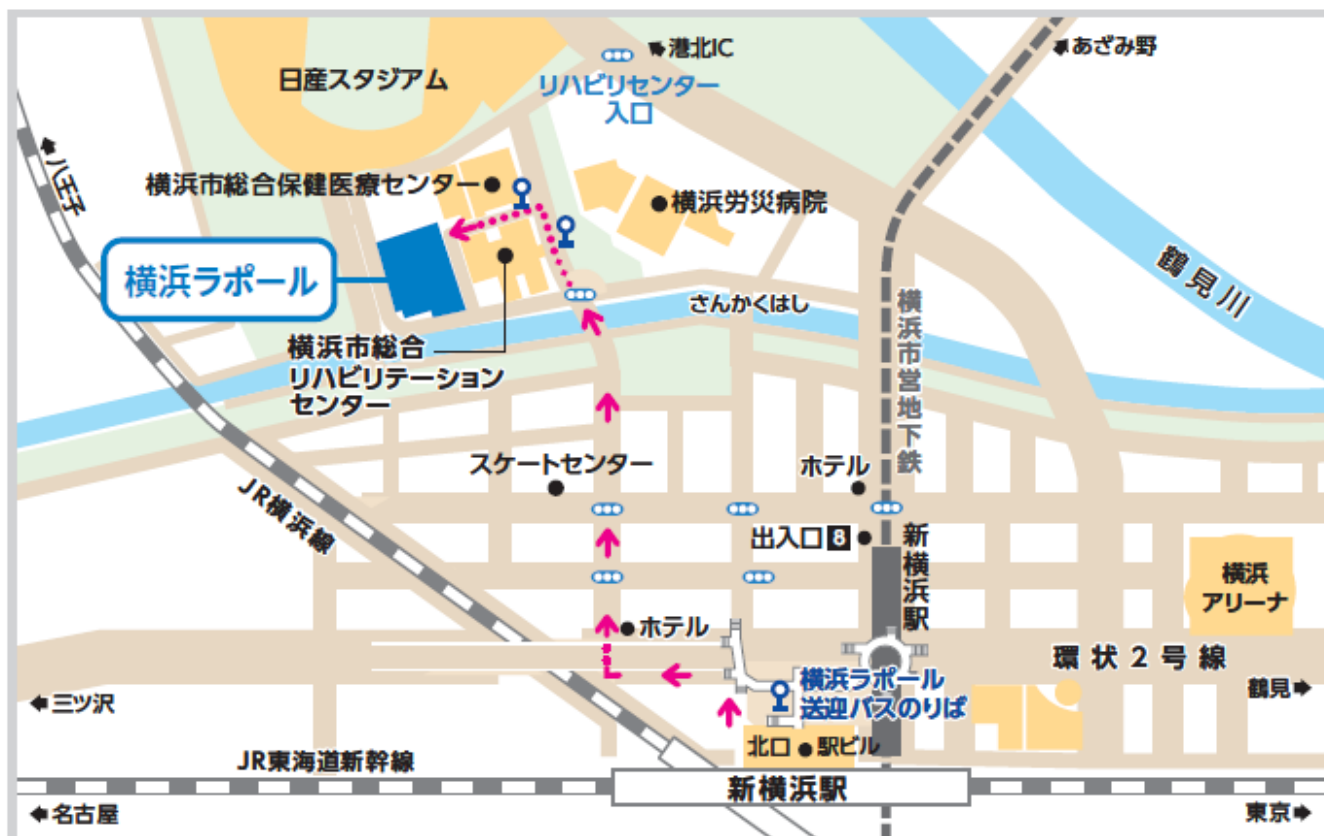 港北IC
あざみ野
日産スタジアム
リハビリセンター
入口
八王子
横浜市総合保健医療センター
横浜労災病院
横浜ラポール
鶴見川
さんかくはし
横浜市営地下鉄
横浜市総合
リハビリテーション
センター
スケートセンター
ホテル
JR横浜線
出入口8
新横浜駅
横浜
アリーナ
ホテル
環状2号線
横浜ラポール
送迎バスのりば
鶴見
三ツ沢
北口
駅ビル
JR東海道新幹線
新横浜駅
名古屋
東京